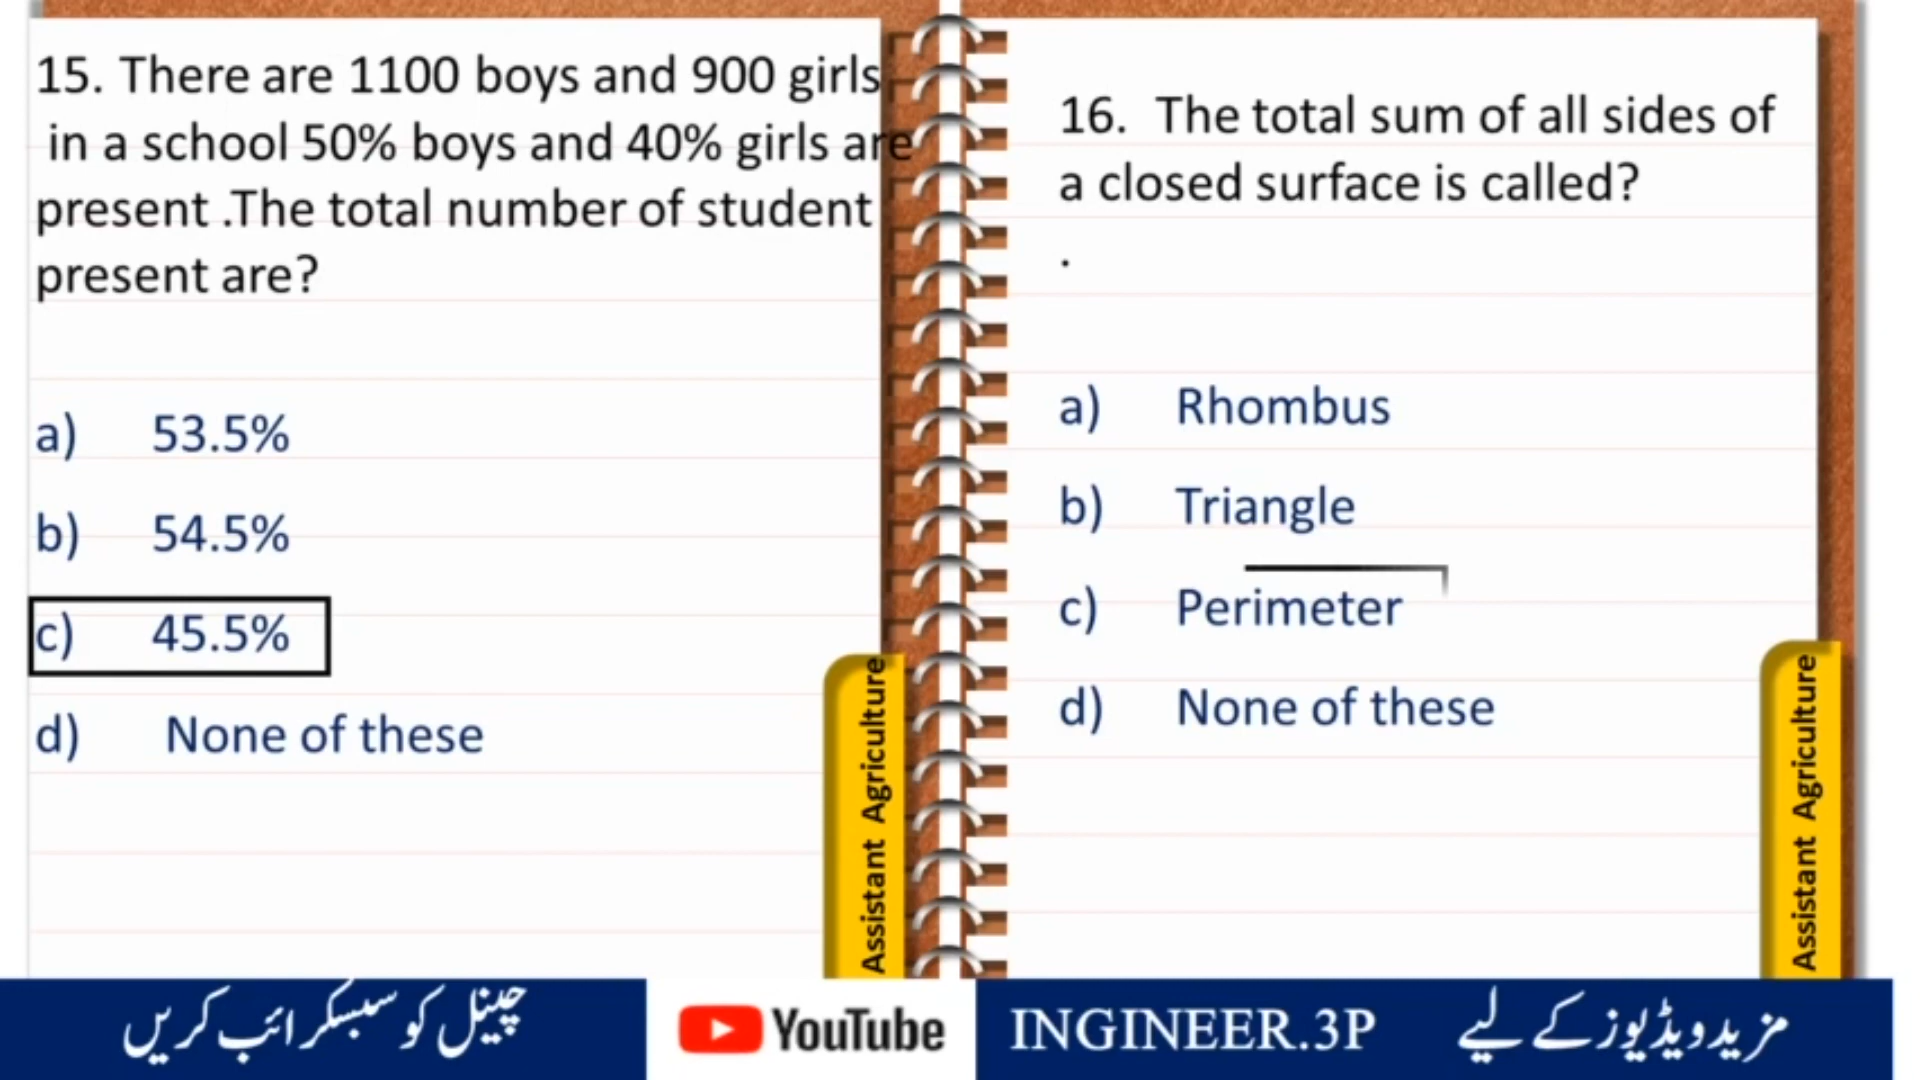 15. There are 1100 boys and 900 girls
in a school 50% boys and 40% girls are
present .The total number of student
present are?
a) 53.5%
b) 54.5%
c) 45.5%
d) None of these
Assistant Agriculture
16. The total sum of all sides of
a closed surface is called?
.
a) Rhombus
b) Triangle
c) Perimeter
d) None of these
Assistant Agriculture
چینل کو سبسکرائب کریں
YouTube
INGINEER.3P
مزید ویڈیوز کے لیے